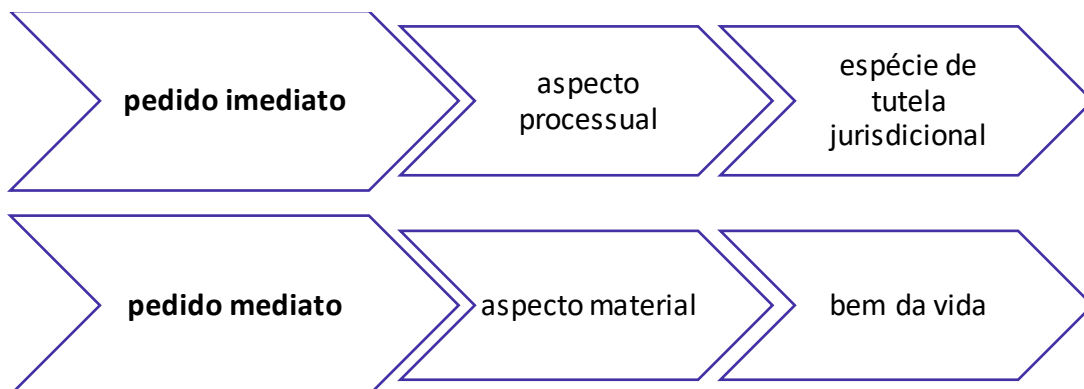 pedido imediato
aspecto
processual
espécie de
tutela
jurisdicional
pedido mediato
aspecto material
bem da vida